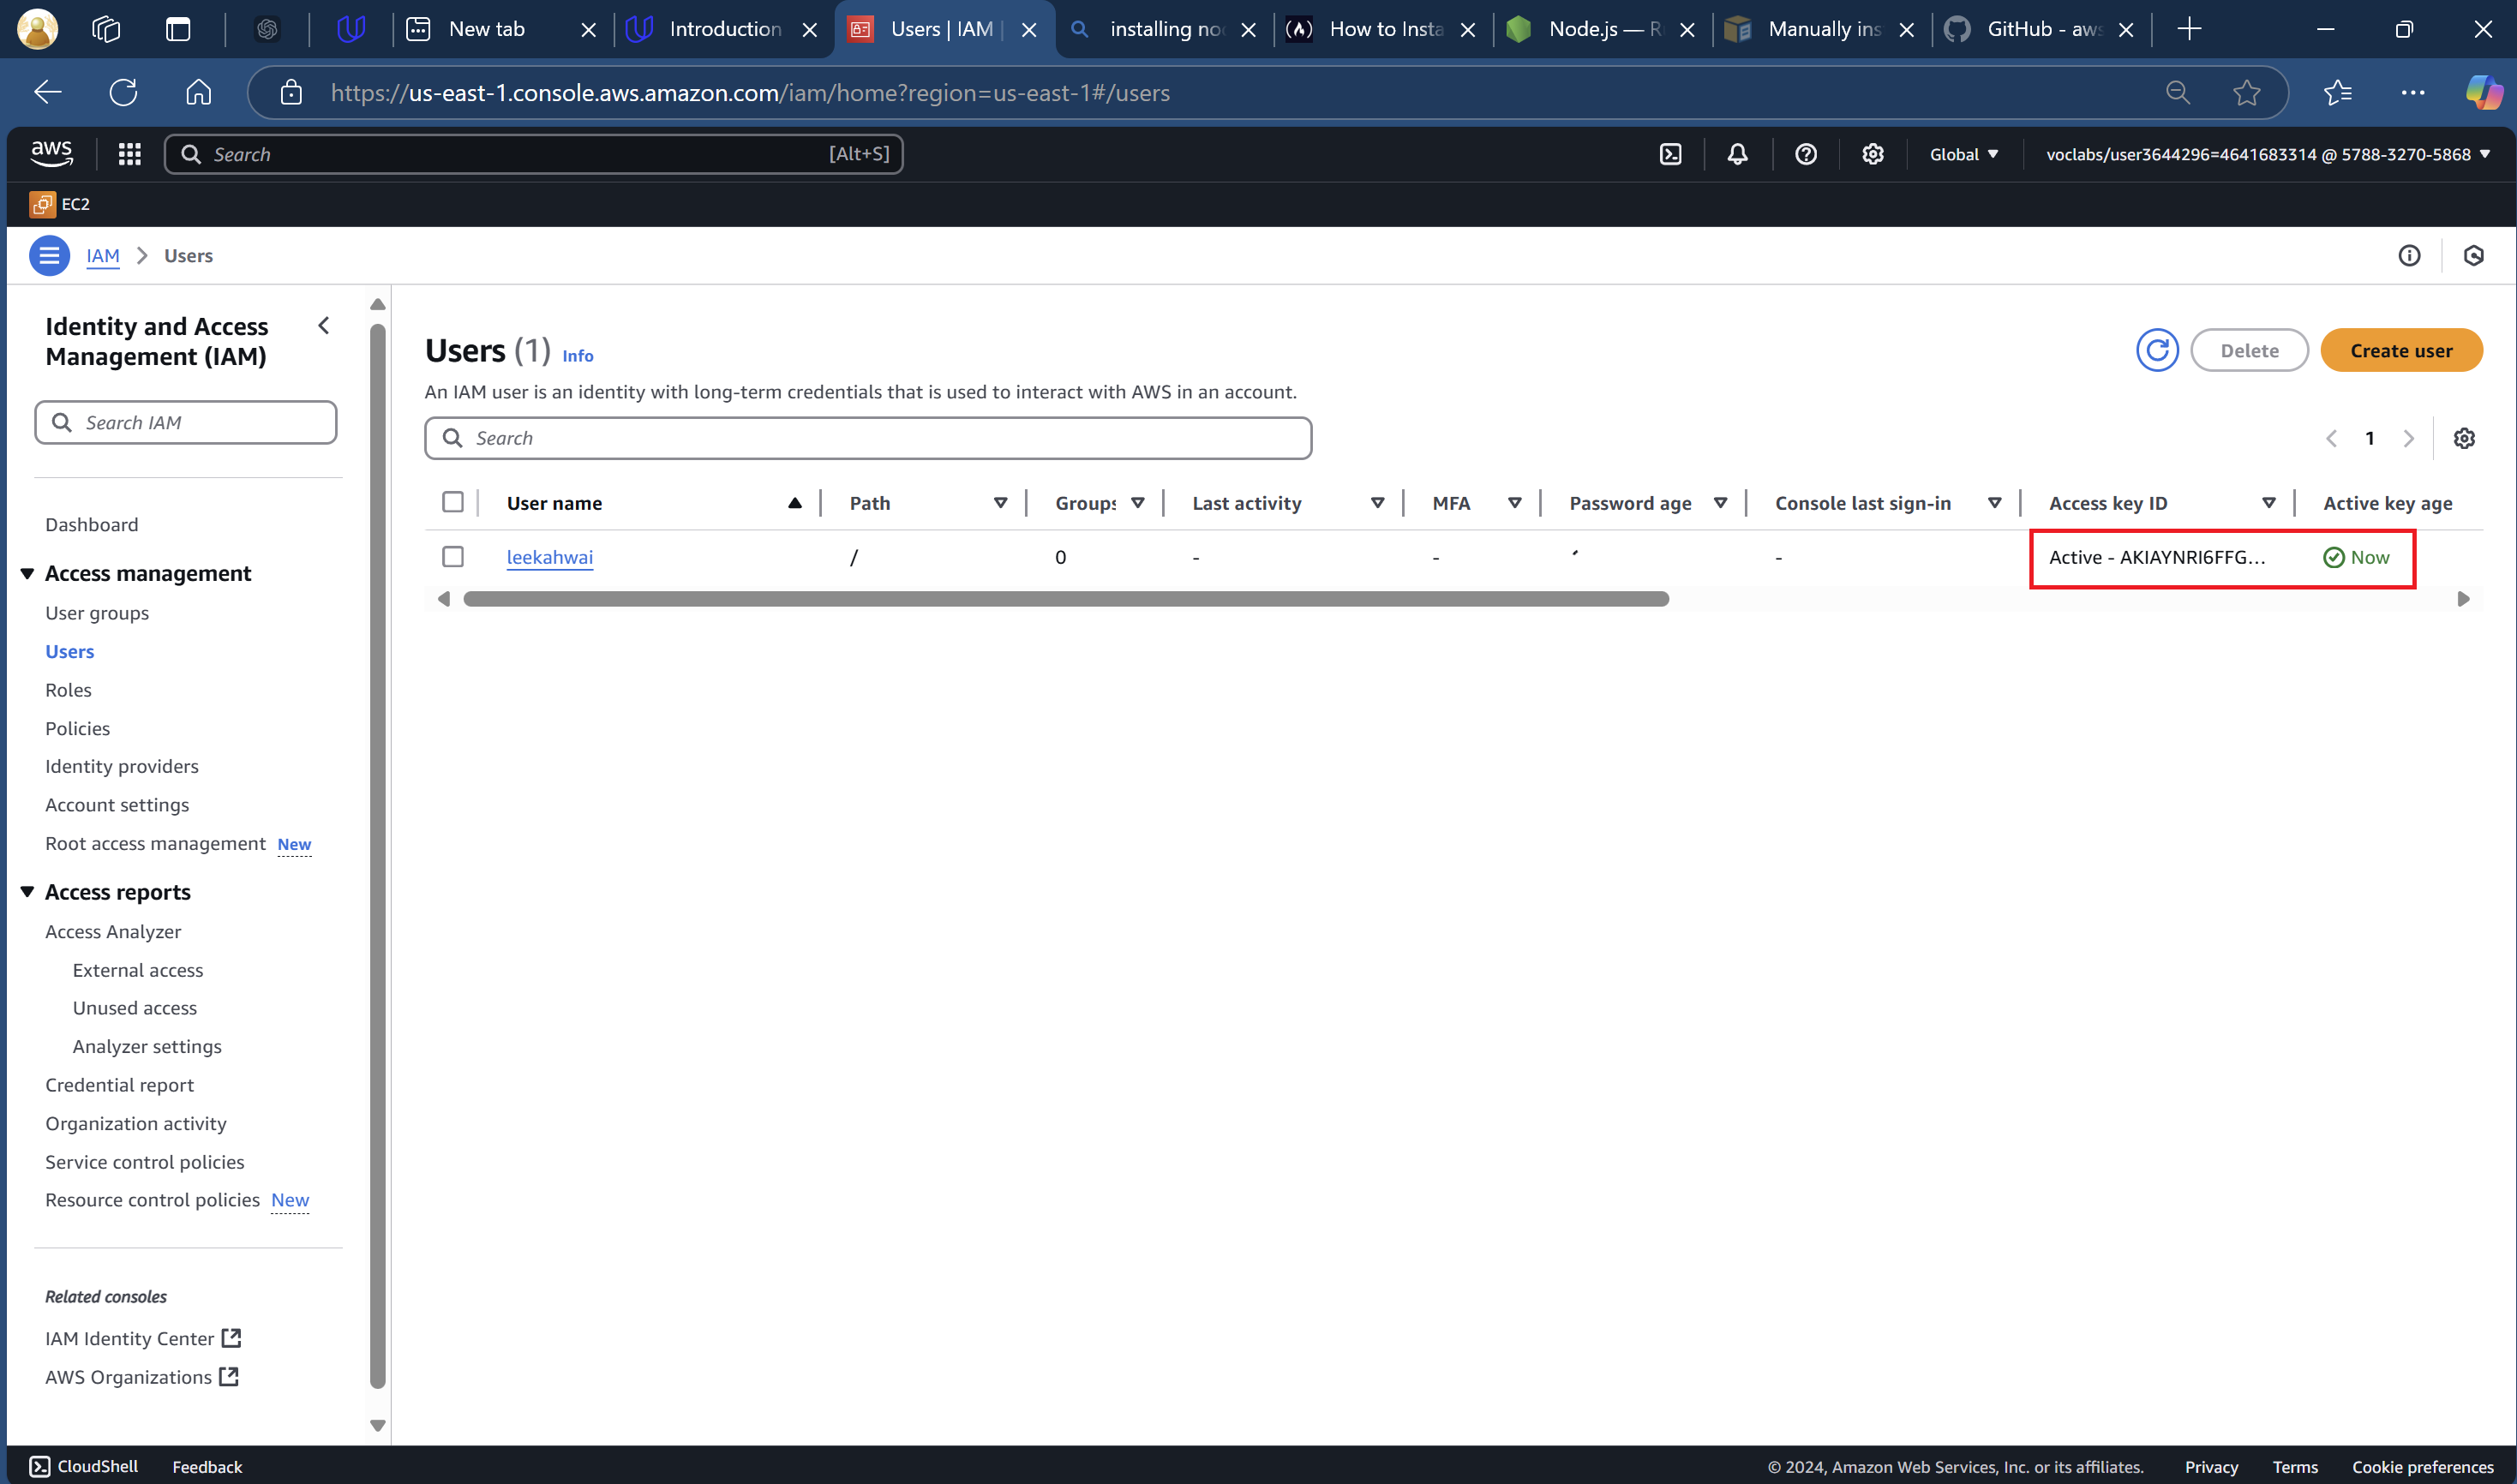 New tab
Introduction
Users | IAM |
installing no
How to Insta
Node.js — R
Manually ins
GitHub - aws
https://us-east-1.console.aws.amazon.com/iam/home?region=us-east-1#/users
aws
Search
[Alt+S]
Global
voclabs/user3644296=4641683314 @ 5788-3270-5868
EC2
IAM
Users
Identity and Access
Management (IAM)
Search IAM
Dashboard
Access management
User groups
Users
Roles
Policies
Identity providers
Account settings
Root access management New
Access reports
Access Analyzer
External access
Unused access
Analyzer settings
Credential report
Organization activity
Service control policies
Resource control policies New
Related consoles
IAM Identity Center
AWS Organizations
Users (1) Info
Delete
Create user
An IAM user is an identity with long-term credentials that is used to interact with AWS in an account.
Search
1
User name Path Groups Last activity MFA Password age Console last sign-in Access key ID Active key age
leekahwai / 0 - - - Active - AKIAYNRI6FFG... Now
CloudShell Feedback
© 2024, Amazon Web Services, Inc. or its affiliates. Privacy Terms Cookie preferences